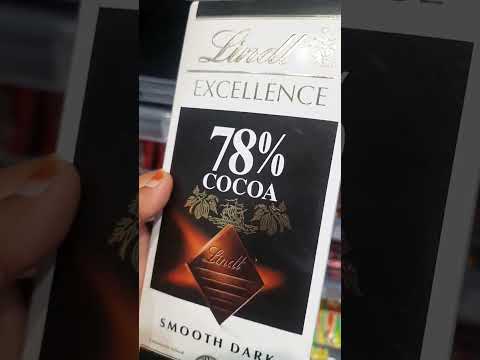 Lindt
EXCELLENCE
78%
COCOA
Lindt
SMOOTH DARK